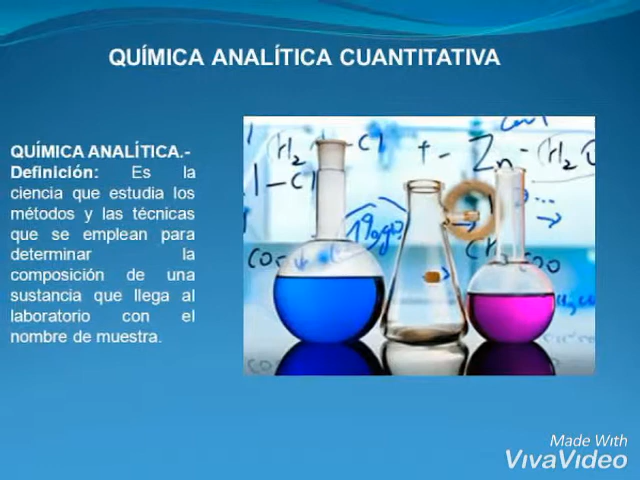 QUÍMICA ANALÍTICA CUANTITATIVA
QUÍMICA ANALÍTICA.-
Definición: Es la
ciencia que estudia los
métodos y las técnicas
que se emplean para
determinar la
composición de una
sustancia que llega al
laboratorio con el
nombre de muestra.
Made With
VivaVideo